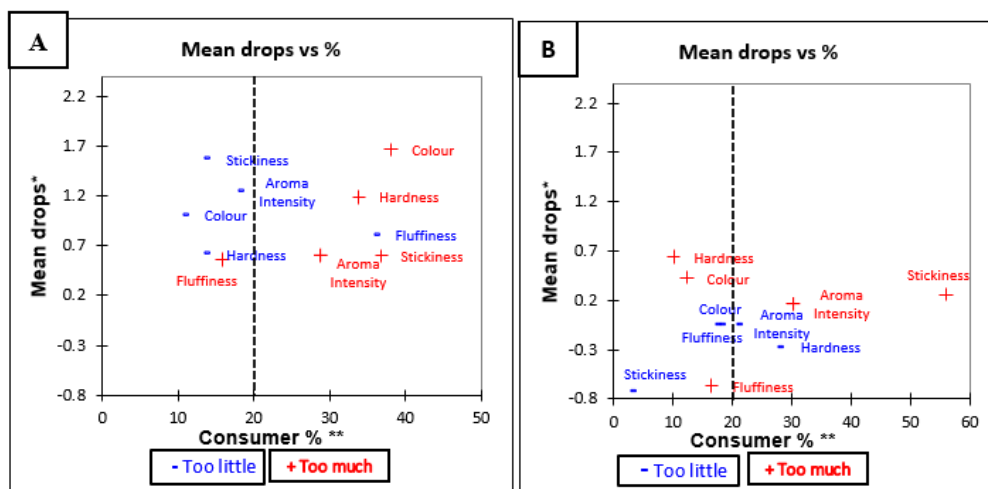 A
Mean drops vs %
Mean drops*
2.2
1.7
1.2
0.7
0.2
-0.3
-0.8
Stickiness
Aroma
Intensity
Colour
Hardness
Fluffiness
Colour
Hardness
Fluffiness
Stickiness
Aroma
Intensity
0
10
20
30
40
50
Consumer % **
- Too little
+ Too much
B
Mean drops vs %
Mean drops*
2.2
1.7
1.2
0.7
0.2
-0.3
-0.8
Hardness
Colour
Stickiness
Aroma
Intensity
Colour
Fluffiness
Aroma
Intensity
Hardness
Stickiness
Fluffiness
0
10
20
30
40
50
60
Consumer % **
- Too little
+ Too much